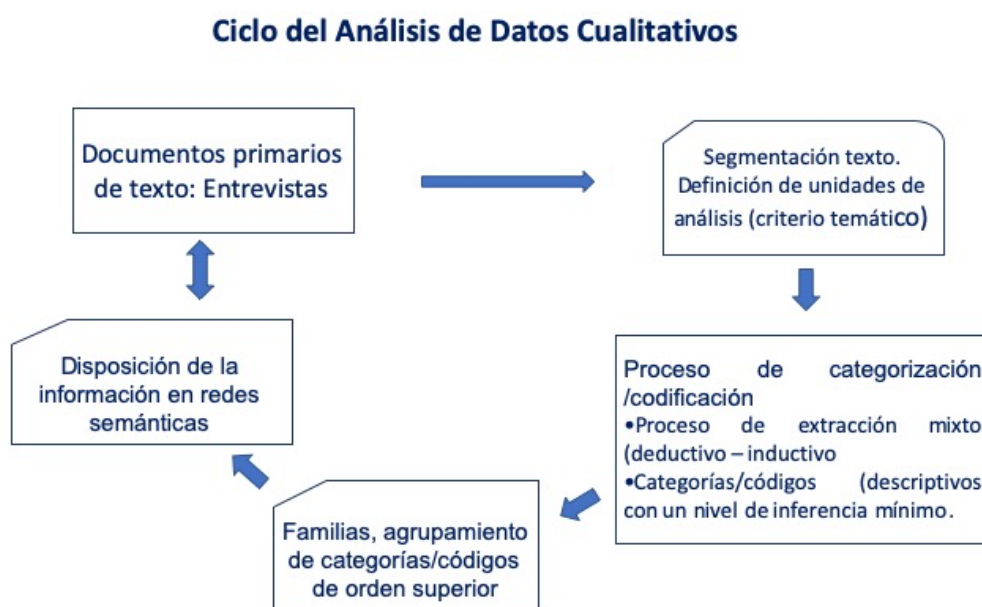 Ciclo del Análisis de Datos Cualitativos
Documentos primarios
de texto: Entrevistas
Segmentación texto.
Definición de unidades de
análisis (criterio temático)
Proceso de categorización
/codificación
•Proceso de extracción mixto
(deductivo – inductivo
•Categorías/códigos (descriptivos
con un nivel de inferencia mínimo.
Familias, agrupamiento
de categorías/códigos
de orden superior
Disposición de la
información en redes
semánticas